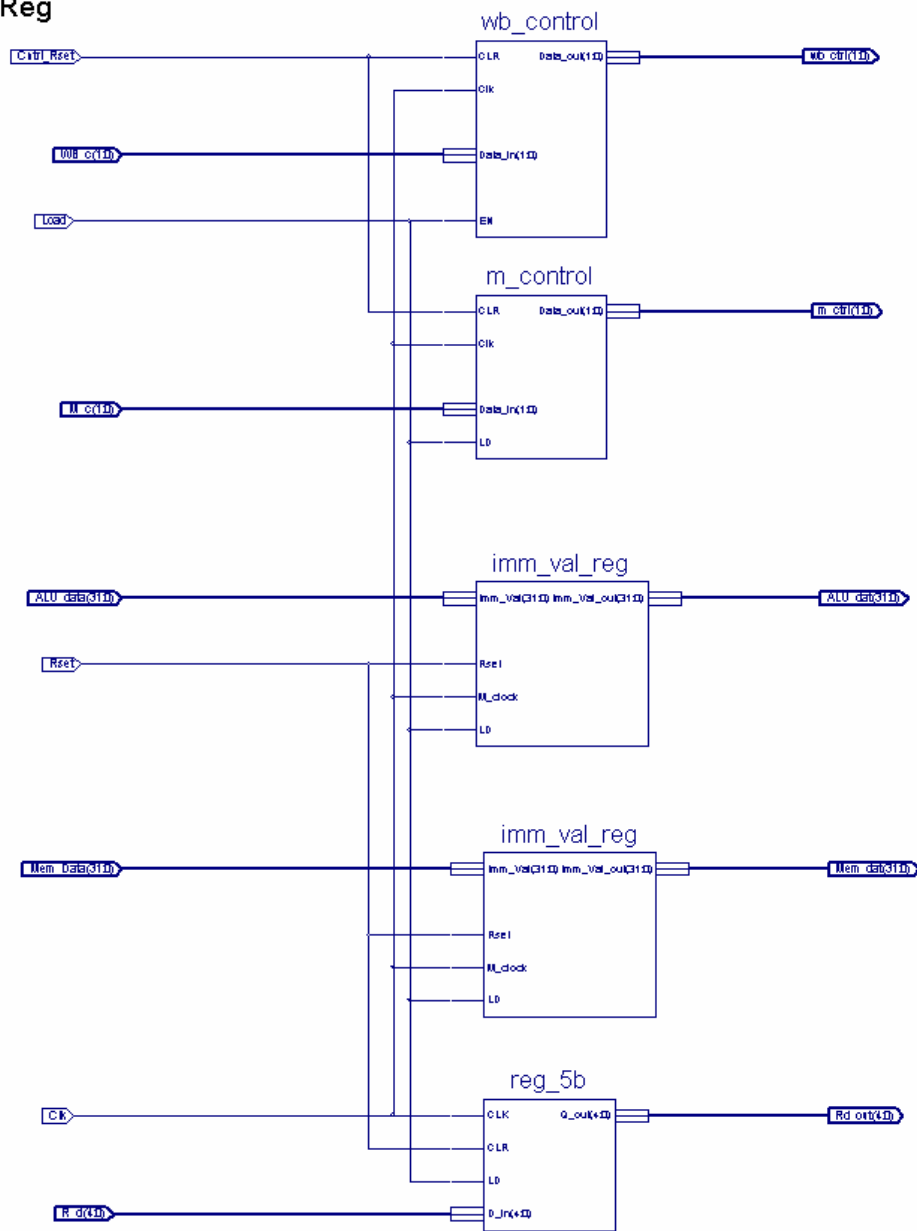 Reg
wb_control
Cntrl_Rset
CLR
Data_out(1:0)
wb_ctrl(1:0)
Clk
WB_c(1:0)
Data_in(1:0)
Load
EN
m_control
CLR
Data_out(1:0)
m_ctrl(1:0)
Clk
M_c(1:0)
Data_in(1:0)
LD
imm_val_reg
ALU_data(31:0)
Imm_Val(31:0) Imm_Val_out(31:0)
ALU_dat(31:0)
Rset
Rset
M_clock
LD
imm_val_reg
Mem_Data(31:0)
Imm_Val(31:0) Imm_Val_out(31:0)
Mem_dat(31:0)
Rset
M_clock
LD
reg_5b
Clk
CLK
Q_out(4:0)
Rd_out(4:0)
CLR
LD
R_d(4:0)
D_in(4:0)